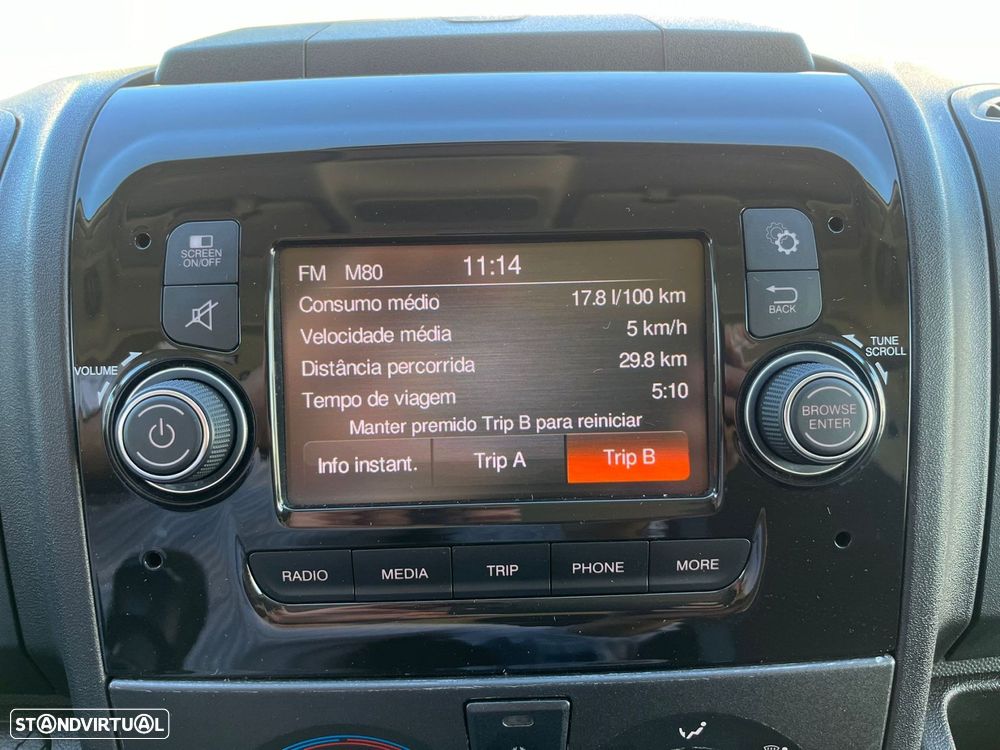 SCREEN
ON/OFF
VOLUME
FM M80 11:14
Consumo médio 17.8 l/100 km
Velocidade média 5 km/h
Distância percorrida 29.8 km
Tempo de viagem 5:10
Manter premido Trip B para reiniciar
Info instant. Trip A Trip B
BACK
TUNE
SCROLL
BROWSE
ENTER
RADIO MEDIA TRIP PHONE MORE
STANDVIRTUAL